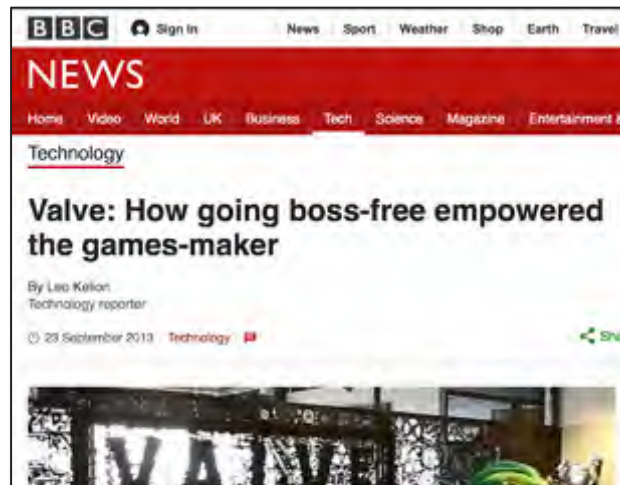 BBC Sign in News Sport Weather Shop Earth Travel
NEWS
Home Video World UK Business Tech Science Magazine Entertainment &
Technology
Valve: How going boss-free empowered
the games-maker
By Leo Kelion
Technology reporter
23 September 2013 Technology
Sha
VALVE